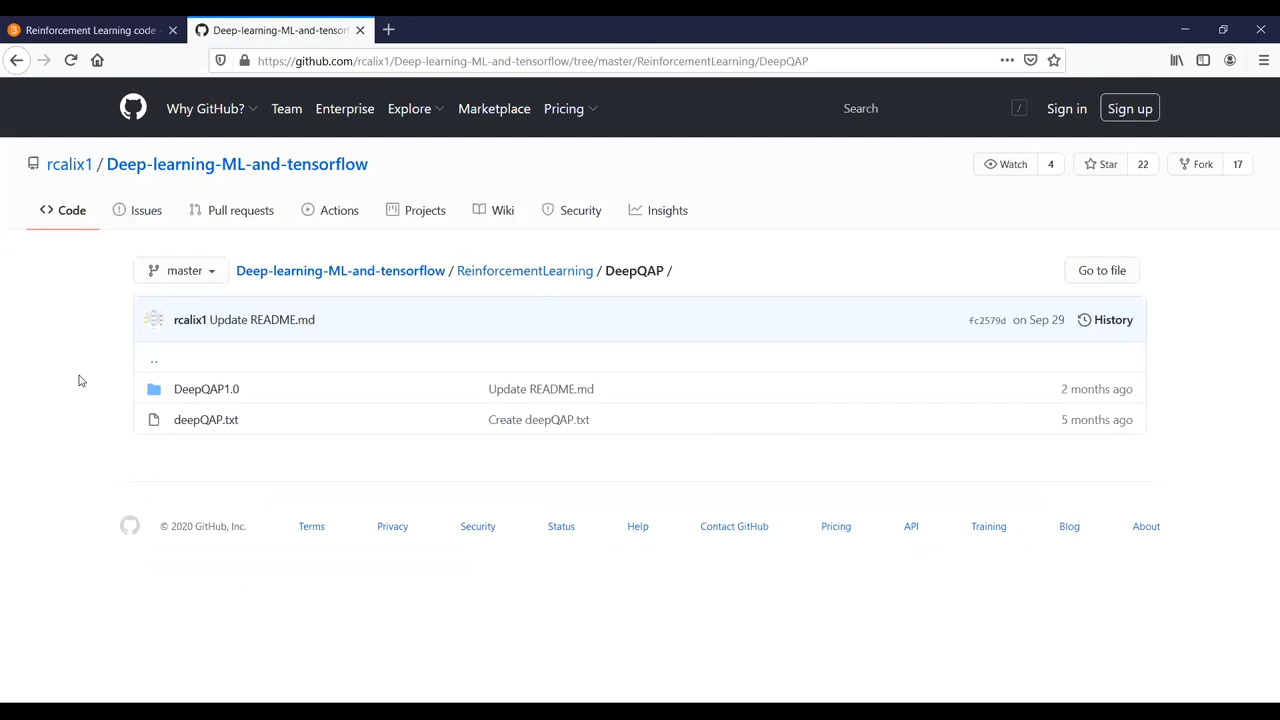 Reinforcement Learning code
Deep-learning-ML-and-tensorf
https://github.com/rcalix1/Deep-learning-ML-and-tensorflow/tree/master/ReinforcementLearning/DeepQAP
Why GitHub? Team Enterprise Explore Marketplace Pricing Search / Sign in Sign up
rcalix1 / Deep-learning-ML-and-tensorflow Watch 4 Star 22 Fork 17
Code Issues Pull requests Actions Projects Wiki Security Insights
master Deep-learning-ML-and-tensorflow / ReinforcementLearning / DeepQAP / Go to file
rcalix1 Update README.md fc2579d on Sep 29 History
..
DeepQAP1.0 Update README.md 2 months ago
deepQAP.txt Create deepQAP.txt 5 months ago
© 2020 GitHub, Inc. Terms Privacy Security Status Help Contact GitHub Pricing API Training Blog About